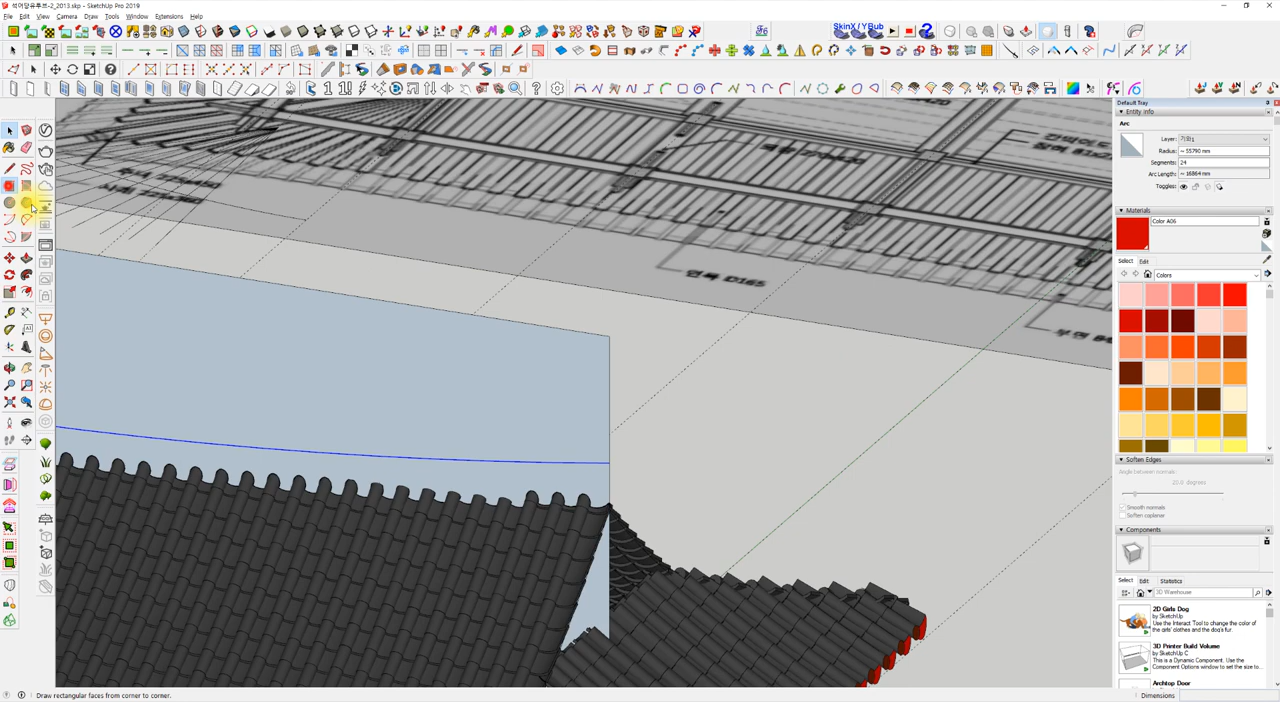 석어당유투브-2_2013.skp - SketchUp Pro 2019
File Edit View Camera Draw Tools Window Extensions Help
SkinX / YBub
Default Tray
Entity Info
Arc
Layer:
Radius: ~ 55790 mm
Segments: 24
Arc Length: ~ 16864 mm
Toggles:
Materials
Color A06
Select Edit
Colors
Soften Edges
Angle between normals:
20.0 degrees
Smooth normals
Soften coplanar
Components
Select Edit Statistics
3D Warehouse
2D Girls Dog
by SketchUp
Use the Interact Tool to change the color of the girls' clothes and the dog's fur.
3D Printer Build Volume
by SketchUp C
This is a Dynamic Component. Use the Component Options window to set the size to...
Archtop Door
Draw rectangular faces from corner to corner.
Dimensions